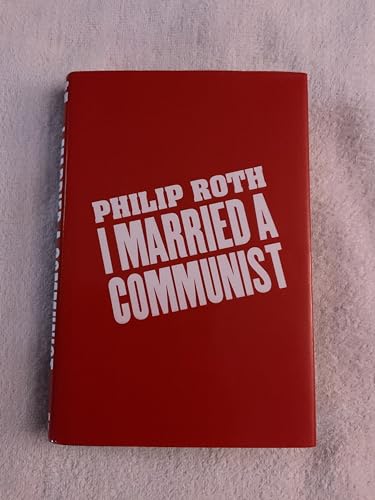 PHILIP ROTH
I MARRIED A
COMMUNIST